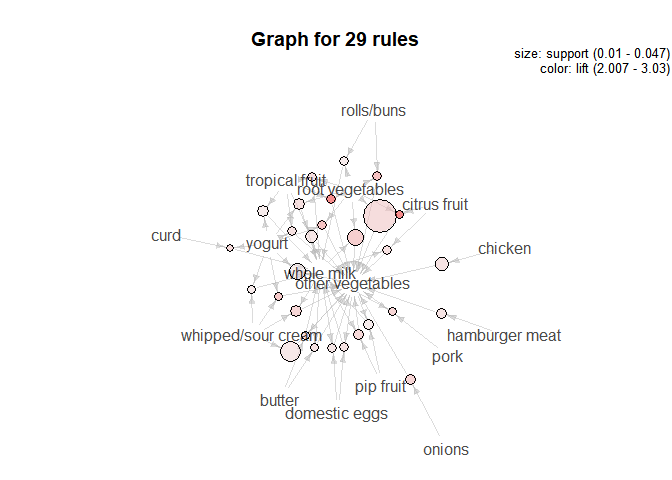 Graph for 29 rules
size: support (0.01 - 0.047)
color: lift (2.007 - 3.03)
rolls/buns
tropical fruit
root vegetables
citrus fruit
curd
yogurt
chicken
whole milk
other vegetables
whipped/sour cream
hamburger meat
pork
pip fruit
butter
domestic eggs
onions